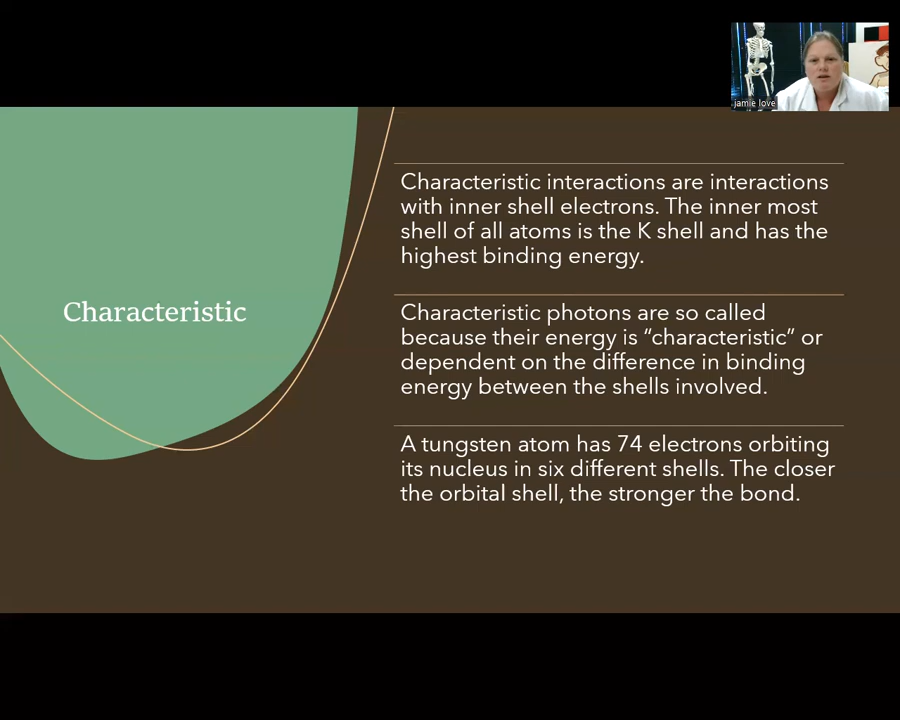 jamie love
Characteristic
Characteristic interactions are interactions
with inner shell electrons. The inner most
shell of all atoms is the K shell and has the
highest binding energy.
Characteristic photons are so called
because their energy is “characteristic” or
dependent on the difference in binding
energy between the shells involved.
A tungsten atom has 74 electrons orbiting
its nucleus in six different shells. The closer
the orbital shell, the stronger the bond.